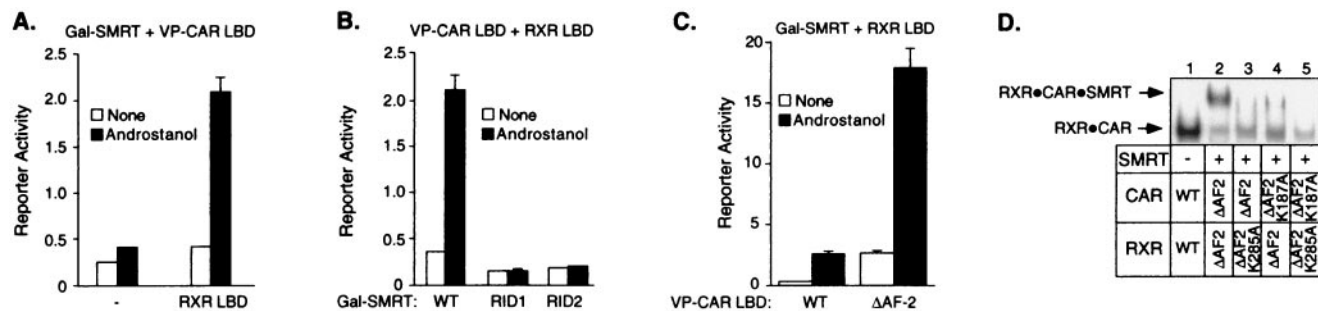 A.
Gal-SMRT + VP-CAR LBD
Reporter Activity
2.5
2.0
1.5
1.0
0.5
0
None
Androstanol
-
RXR LBD
B.
VP-CAR LBD + RXR LBD
Reporter Activity
2.5
2.0
1.5
1.0
0.5
0
None
Androstanol
Gal-SMRT: WT RID1 RID2
C.
Gal-SMRT + RXR LBD
Reporter Activity
20
15
10
5
0
None
Androstanol
VP-CAR LBD: WT ΔAF-2
D.
1 2 3 4 5
RXR●CAR●SMRT
RXR●CAR
SMRT - + + + +
CAR WT ΔAF2 ΔAF2 ΔAF2 K187A ΔAF2 K187A
RXR WT ΔAF2 ΔAF2 K285A ΔAF2 ΔAF2 K285A